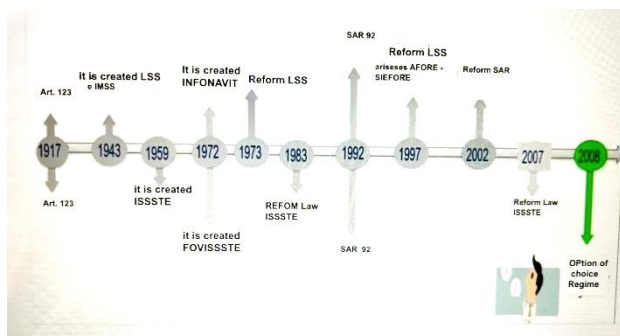 SAR 92
Reform LSS
arisess AFORE -
SIEFORE
Reform SAR
It is created
INFONAVIT
Reform LSS
it is created LSS
e IMSS
Art. 123
1917
1943
1959
1972
1973
1983
1992
1997
2002
2007
2008
Art. 123
it is created
ISSSTE
it is created
FOVISSSTE
REFOM Law
ISSSTE
SAR 92
Reform Law
ISSSTE
OPtion of
choice
Regime